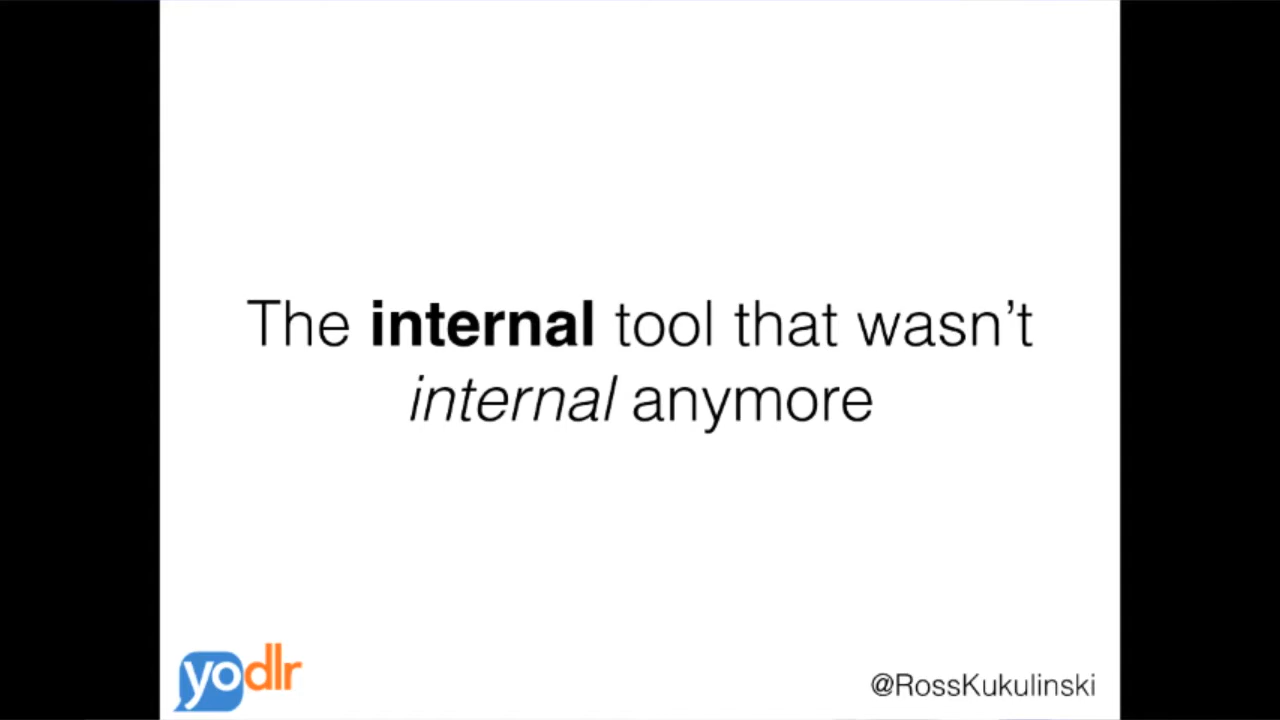 The internal tool that wasn’t
internal anymore
yodlr
@RossKukulinski